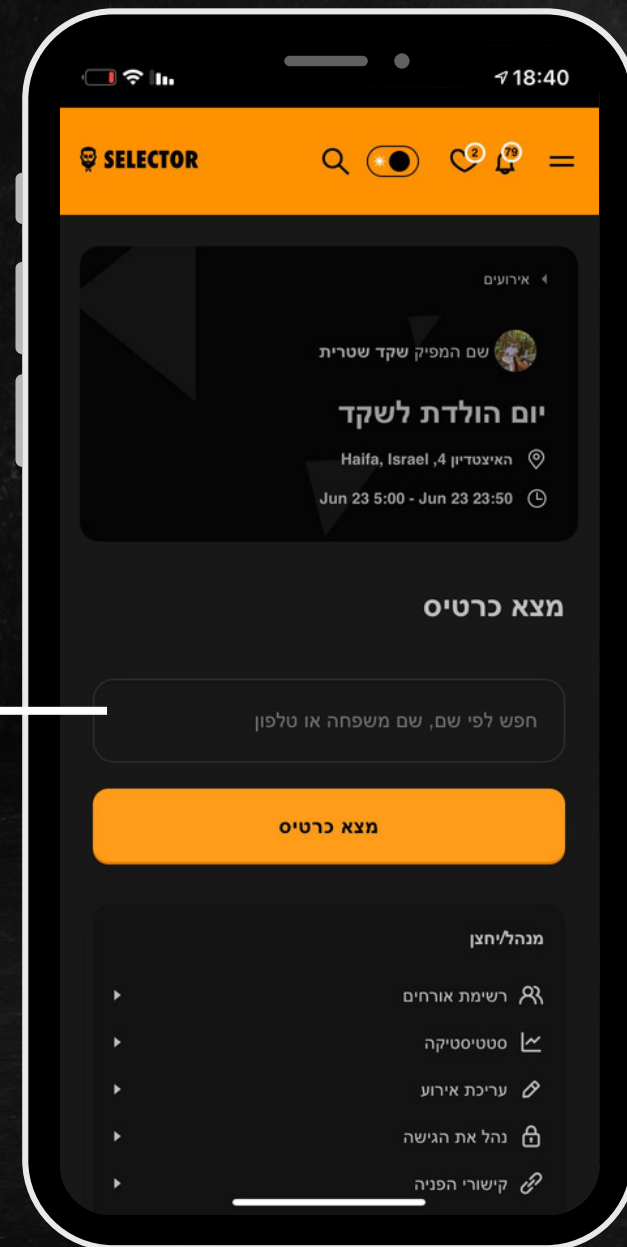 18:40
SELECTOR
2
79
אירועים
שם המפיק שקד שטרית
יום הולדת לשקד
האיצטדיון 4, Haifa, Israel
Jun 23 5:00 - Jun 23 23:50
מצא כרטיס
חפש לפי שם, שם משפחה או טלפון
מצא כרטיס
מנהל/יחצן
רשימת אורחים
סטטיסטיקה
עריכת אירוע
נהל את הגישה
קישורי הפניה